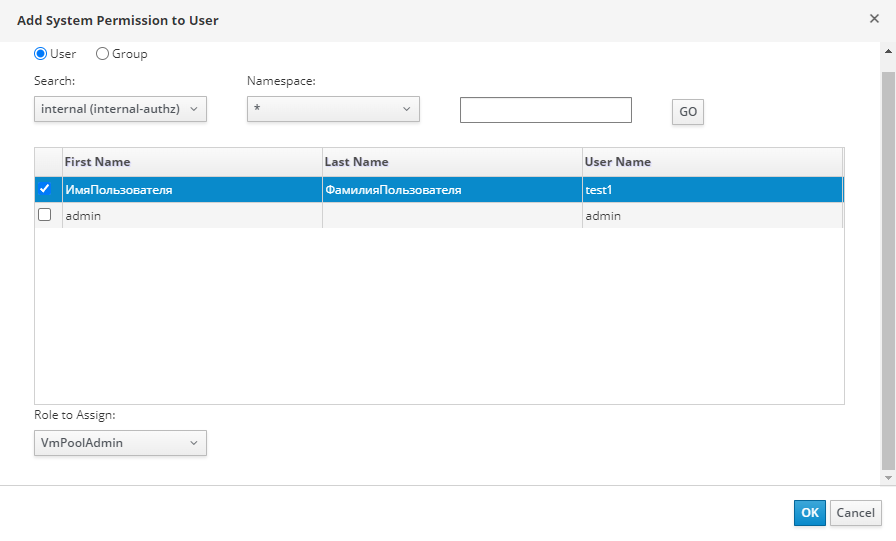 Add System Permission to User
User Group
Search: Namespace:
internal (internal-authz) * GO
First Name Last Name User Name
ИмяПользователя ФамилияПользователя test1
admin admin
Role to Assign:
VmPoolAdmin
OK Cancel